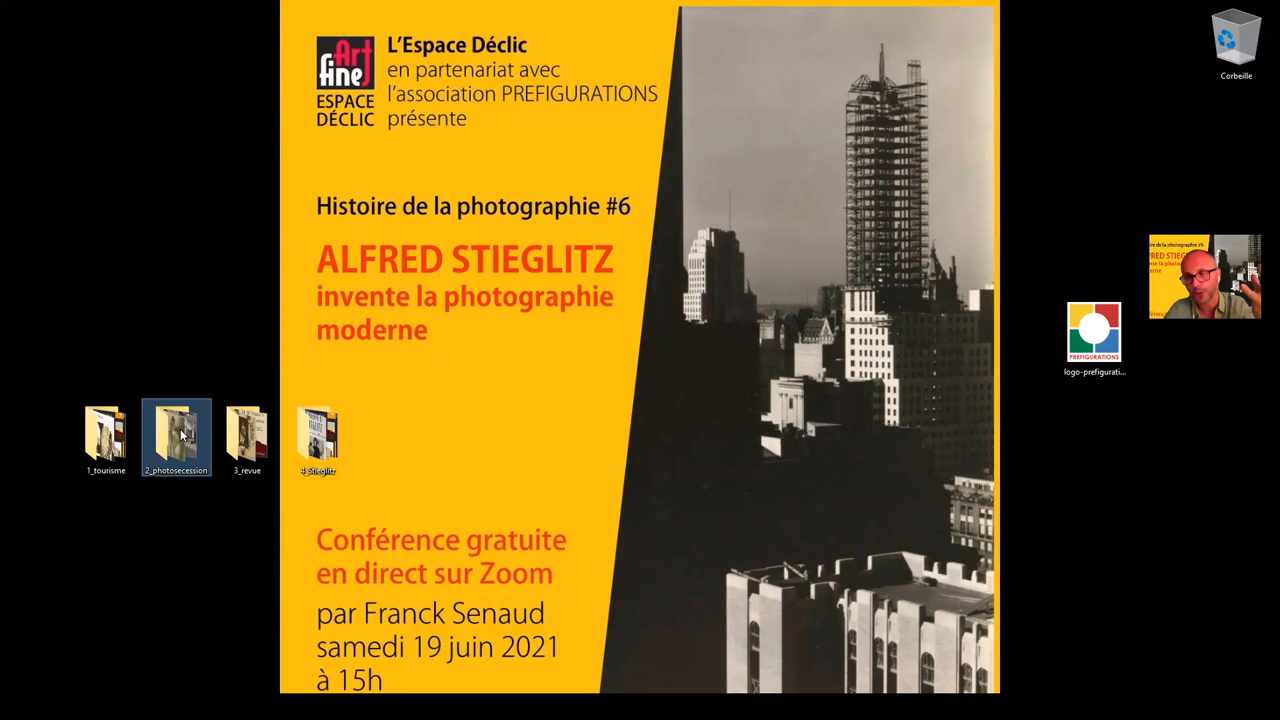 Art
fine
ESPACE
DÉCLIC
L'Espace Déclic
en partenariat avec
l'association PREFIGURATIONS
présente
Histoire de la photographie #6
ALFRED STIEGLITZ
invente la photographie
moderne
Conférence gratuite
en direct sur Zoom
par Franck Senaud
samedi 19 juin 2021
à 15h
1_tourisme
2_photosecession
3_revue
4_Stieglitz
Corbeille
PREFIGURATIONS
logo-prefigurati...